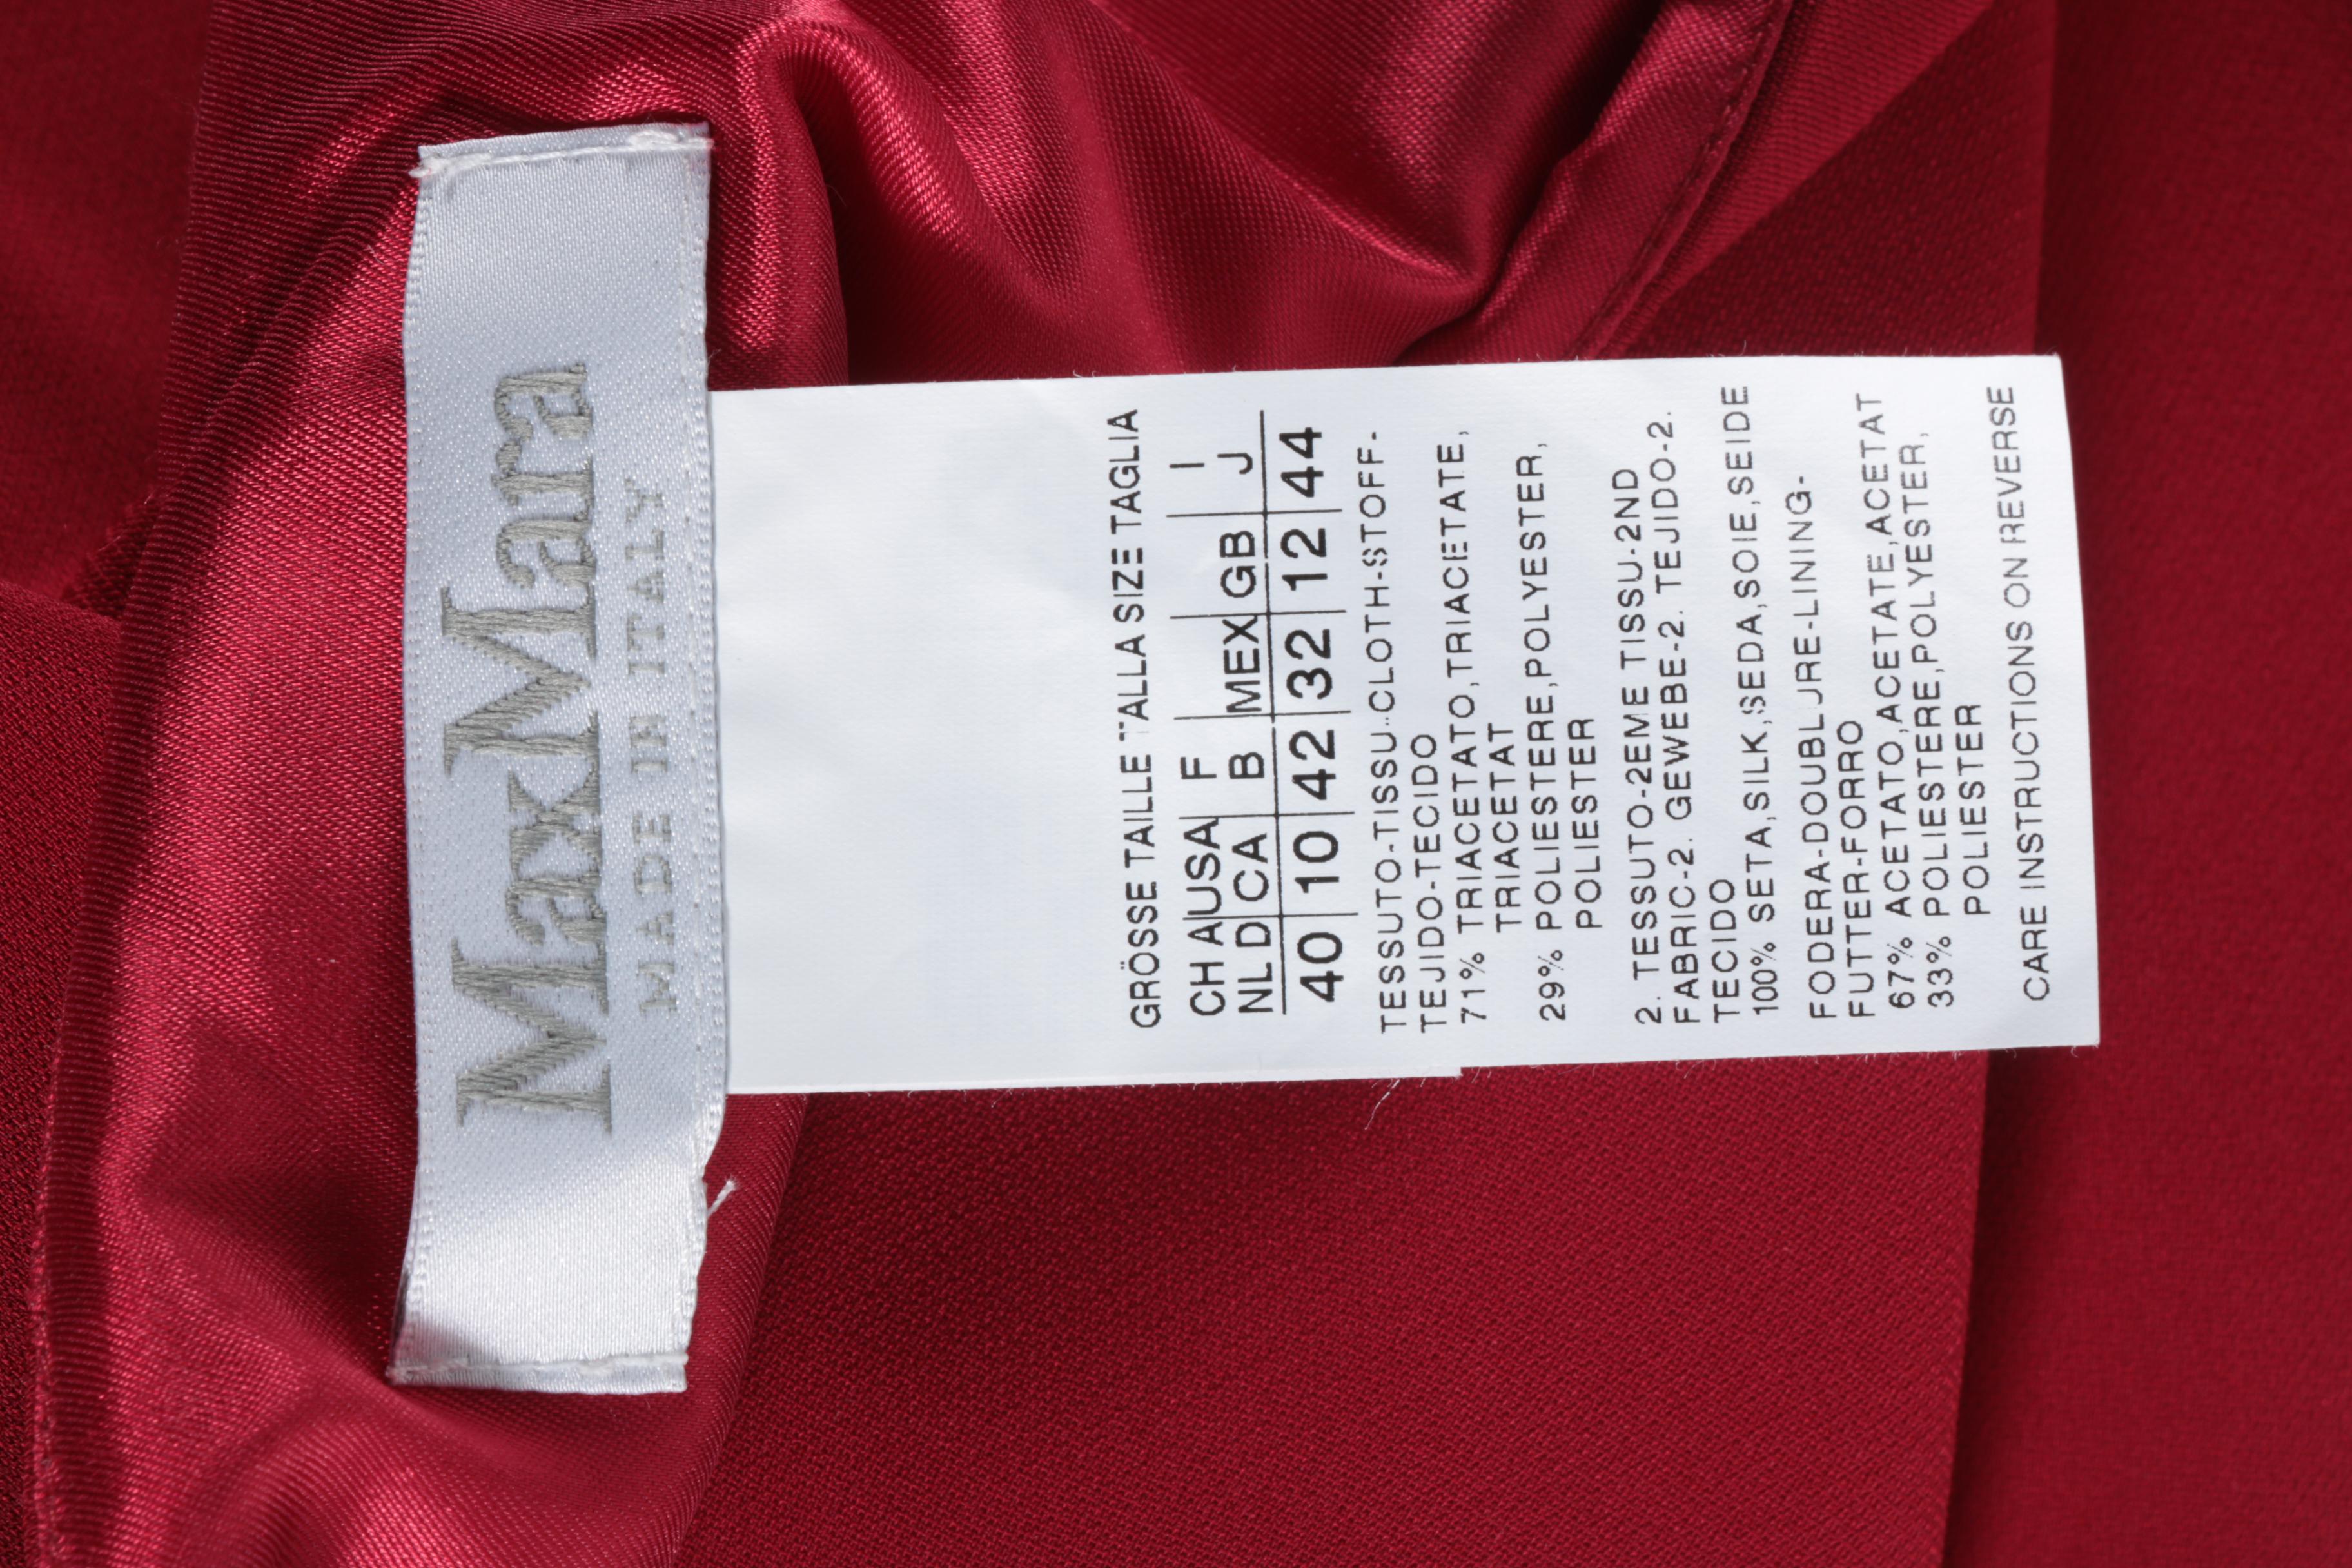 MaxMara
MADE IN ITALY
GRÖSSE TAILLE TALLA SIZE TAGLIA
CH A USA F I
NL D CA B MEX GB J
40 10 42 32 12 44
TESSUTO-TISSU-CLOTH-STOFF-
TEJIDO-TECIDO
71% TRIACETATO,TRIACETATE,
TRIACETAT
29% POLIESTERE,POLYESTER,
POLIESTER
2. TESSUTO-2EME TISSU-2ND
FABRIC-2. GEWEBE-2. TEJIDO-2.
TECIDO
100% SETA,SILK,SEDA,SOIE,SEIDE
FODERA-DOUBLURE-LINING-
FUTTER-FORRO
67% ACETATO,ACETATE,ACETAT
33% POLIESTERE,POLYESTER,
POLIESTER
CARE INSTRUCTIONS ON REVERSE